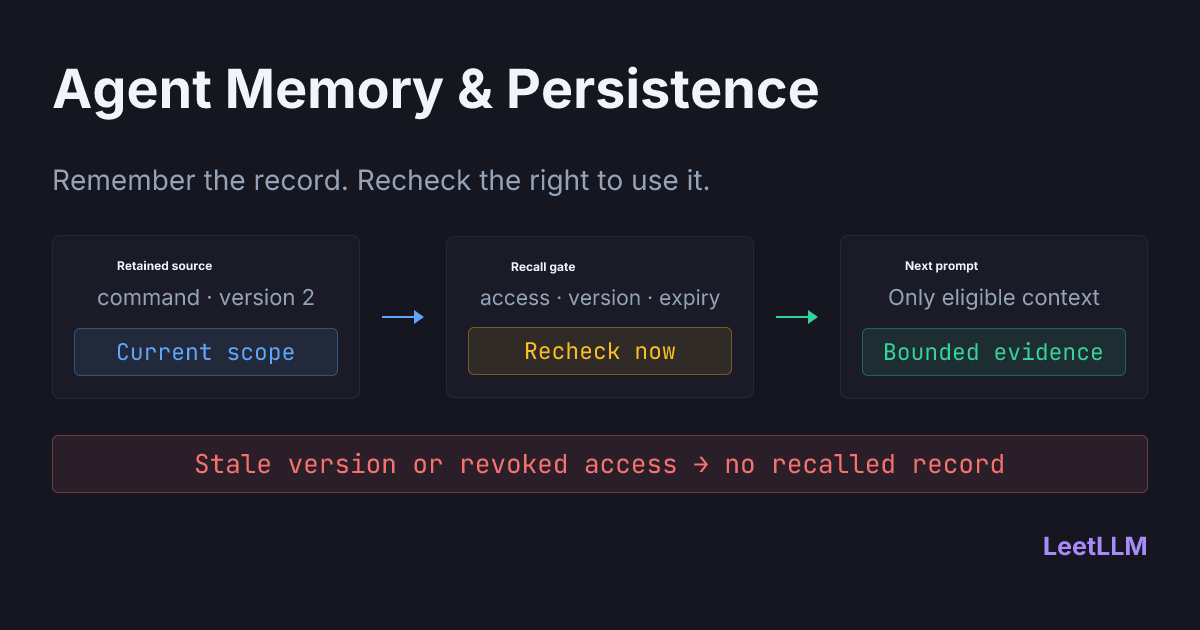 Agent Memory & Persistence
Remember the record. Recheck the right to use it.
Retained source
command · version 2
Current scope
Recall gate
access · version · expiry
Recheck now
Next prompt
Only eligible context
Bounded evidence
Stale version or revoked access → no recalled record
LeetLLM